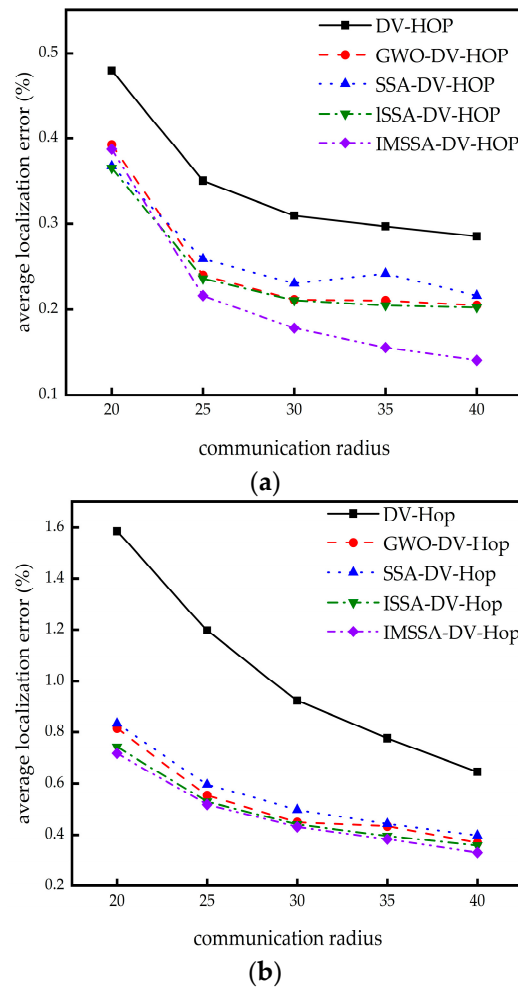 0.5
0.4
0.3
0.2
0.1
average localization error (%)
DV-HOP
GWO-DV-HOP
SSA-DV-HOP
ISSA-DV-HOP
IMSSA-DV-HOP
20 25 30 35 40
communication radius
(a)
1.6
1.4
1.2
1.0
0.8
0.6
0.4
0.2
average localization error (%)
DV-Hop
GWO-DV-Hop
SSA-DV-Hop
ISSA-DV-Hop
IMSSA-DV-Hop
20 25 30 35 40
communication radius
(b)